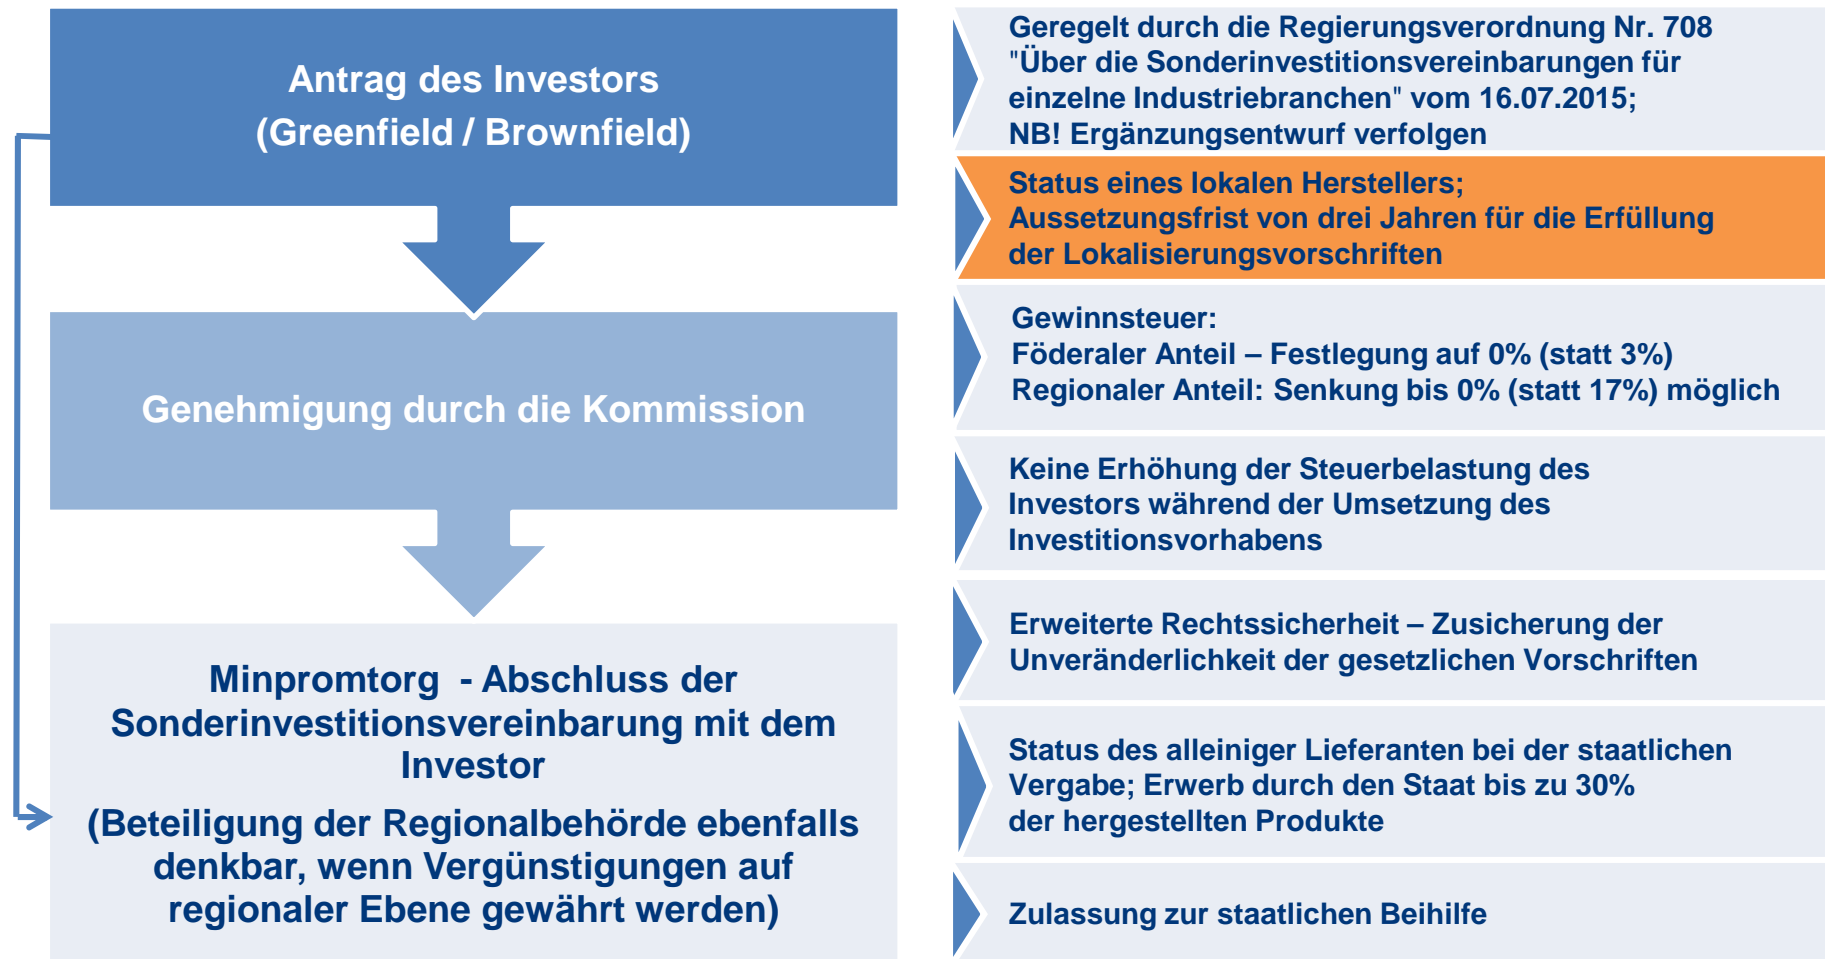 Antrag des Investors
(Greenfield / Brownfield)
Genehmigung durch die Kommission
Minpromtorg - Abschluss der
Sonderinvestitionsvereinbarung mit dem
Investor
(Beteiligung der Regionalbehörde ebenfalls
denkbar, wenn Vergünstigungen auf
regionaler Ebene gewährt werden)
Geregelt durch die Regierungsverordnung Nr. 708
"Über die Sonderinvestitionsvereinbarungen für
einzelne Industriebranchen" vom 16.07.2015;
NB! Ergänzungsentwurf verfolgen
Status eines lokalen Herstellers;
Aussetzungsfrist von drei Jahren für die Erfüllung
der Lokalisierungsvorschriften
Gewinnsteuer:
Föderaler Anteil – Festlegung auf 0% (statt 3%)
Regionaler Anteil: Senkung bis 0% (statt 17%) möglich
Keine Erhöhung der Steuerbelastung des
Investors während der Umsetzung des
Investitionsvorhabens
Erweiterte Rechtssicherheit – Zusicherung der
Unveränderlichkeit der gesetzlichen Vorschriften
Status des alleiniger Lieferanten bei der staatlichen
Vergabe; Erwerb durch den Staat bis zu 30%
der hergestellten Produkte
Zulassung zur staatlichen Beihilfe